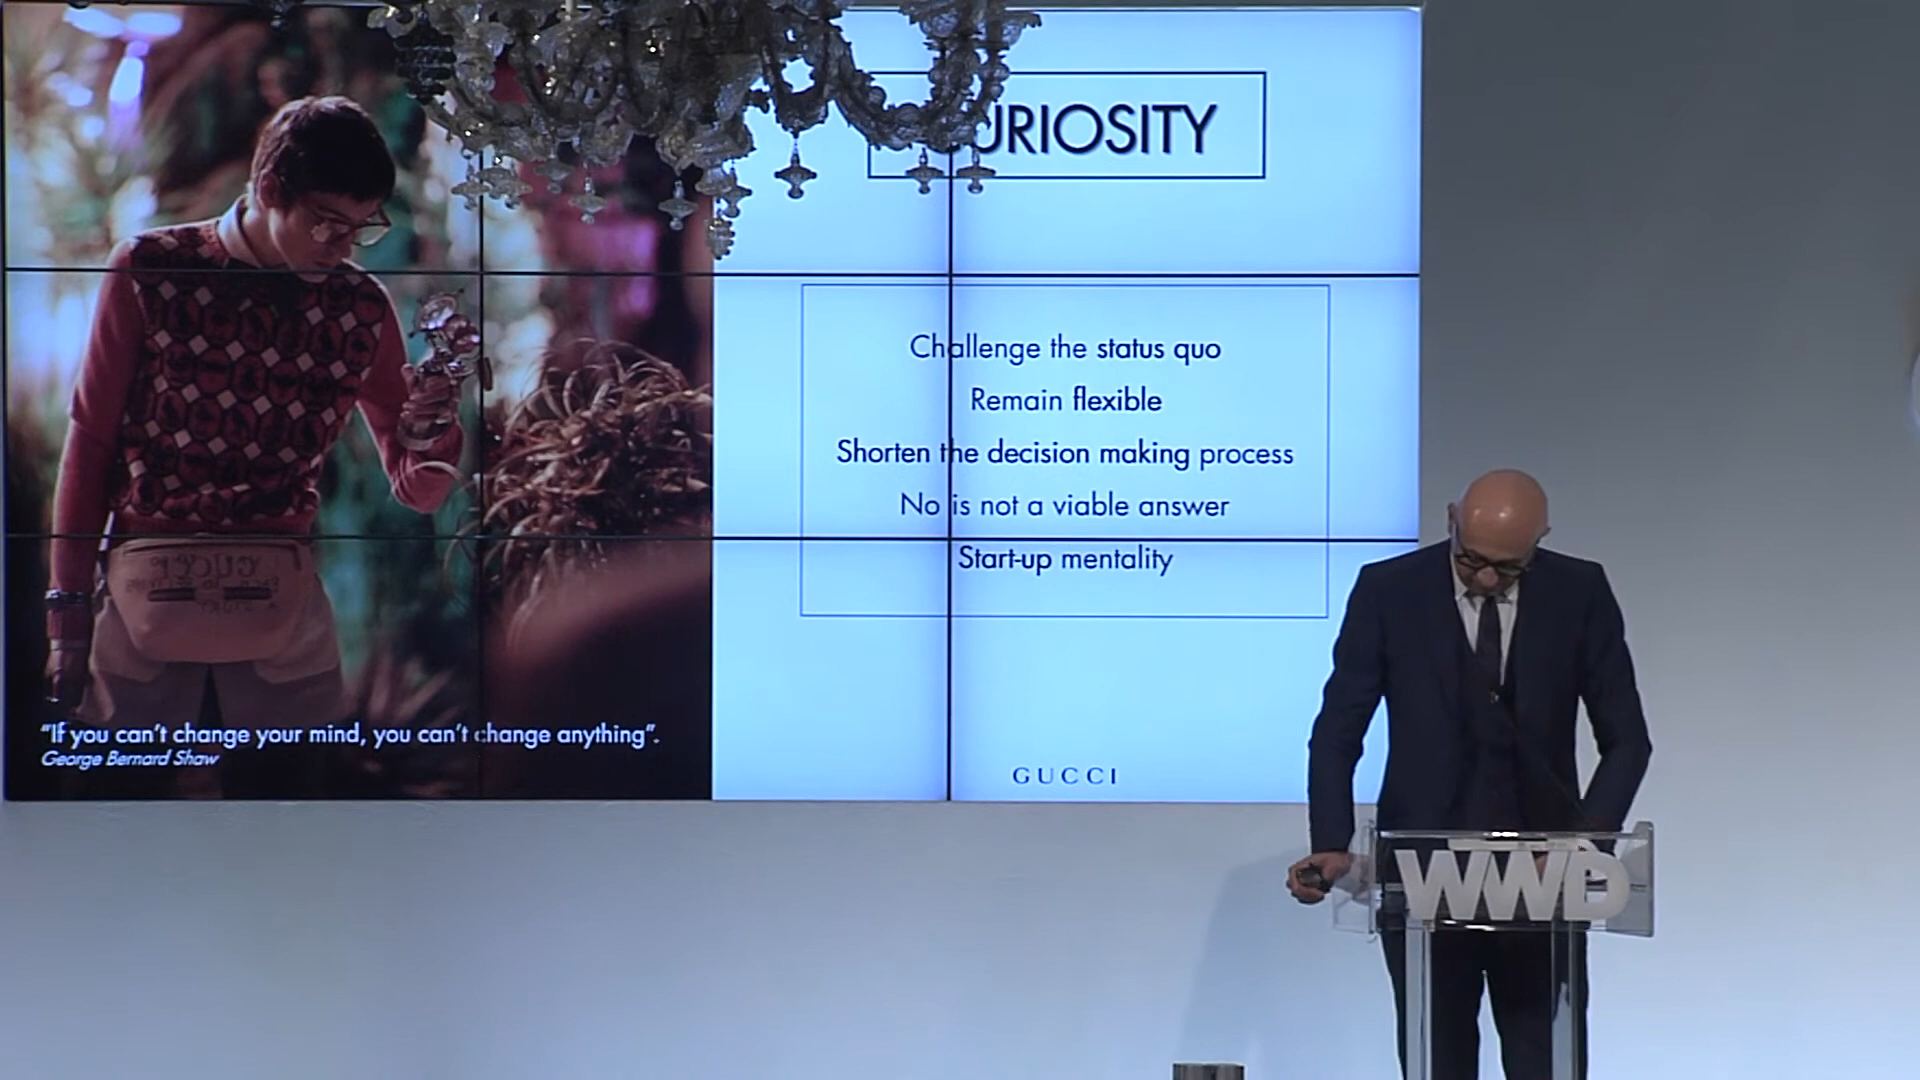 CURIOSITY
Challenge the status quo
Remain flexible
Shorten the decision making process
No is not a viable answer
Start-up mentality
"If you can't change your mind, you can't change anything".
George Bernard Shaw
GUCCI
WWD